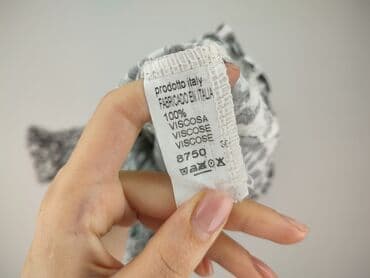 prodotto italy
FABRICADO EM ITALIA
100%
VISCOSA
VISCOSE
VISCOSE
8750